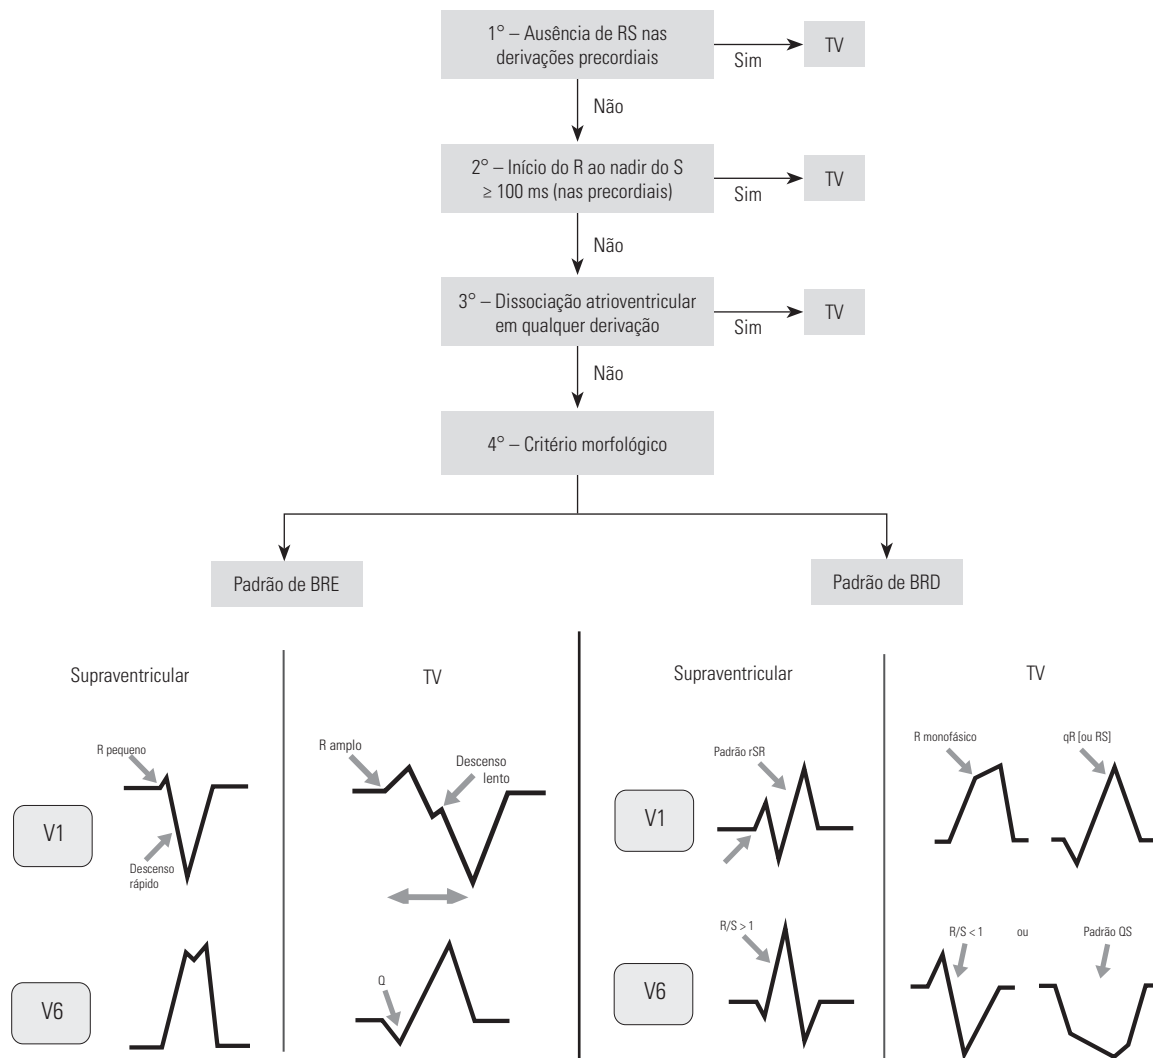 1° – Ausência de RS nas
derivações precordiais
Sim
TV
Não
2° – Início do R ao nadir do S
≥ 100 ms (nas precordiais)
Sim
TV
Não
3° – Dissociação atrioventricular
em qualquer derivação
Sim
TV
Não
4° – Critério morfológico
Padrão de BRE
Padrão de BRD
Supraventricular
TV
Supraventricular
TV
R pequeno
R amplo
Descenso
lento
Padrão rSR
R monofásico
qR [ou RS]
V1
V1
Descenso
rápido
R/S > 1
R/S < 1
ou
Padrão QS
Q
V6
V6